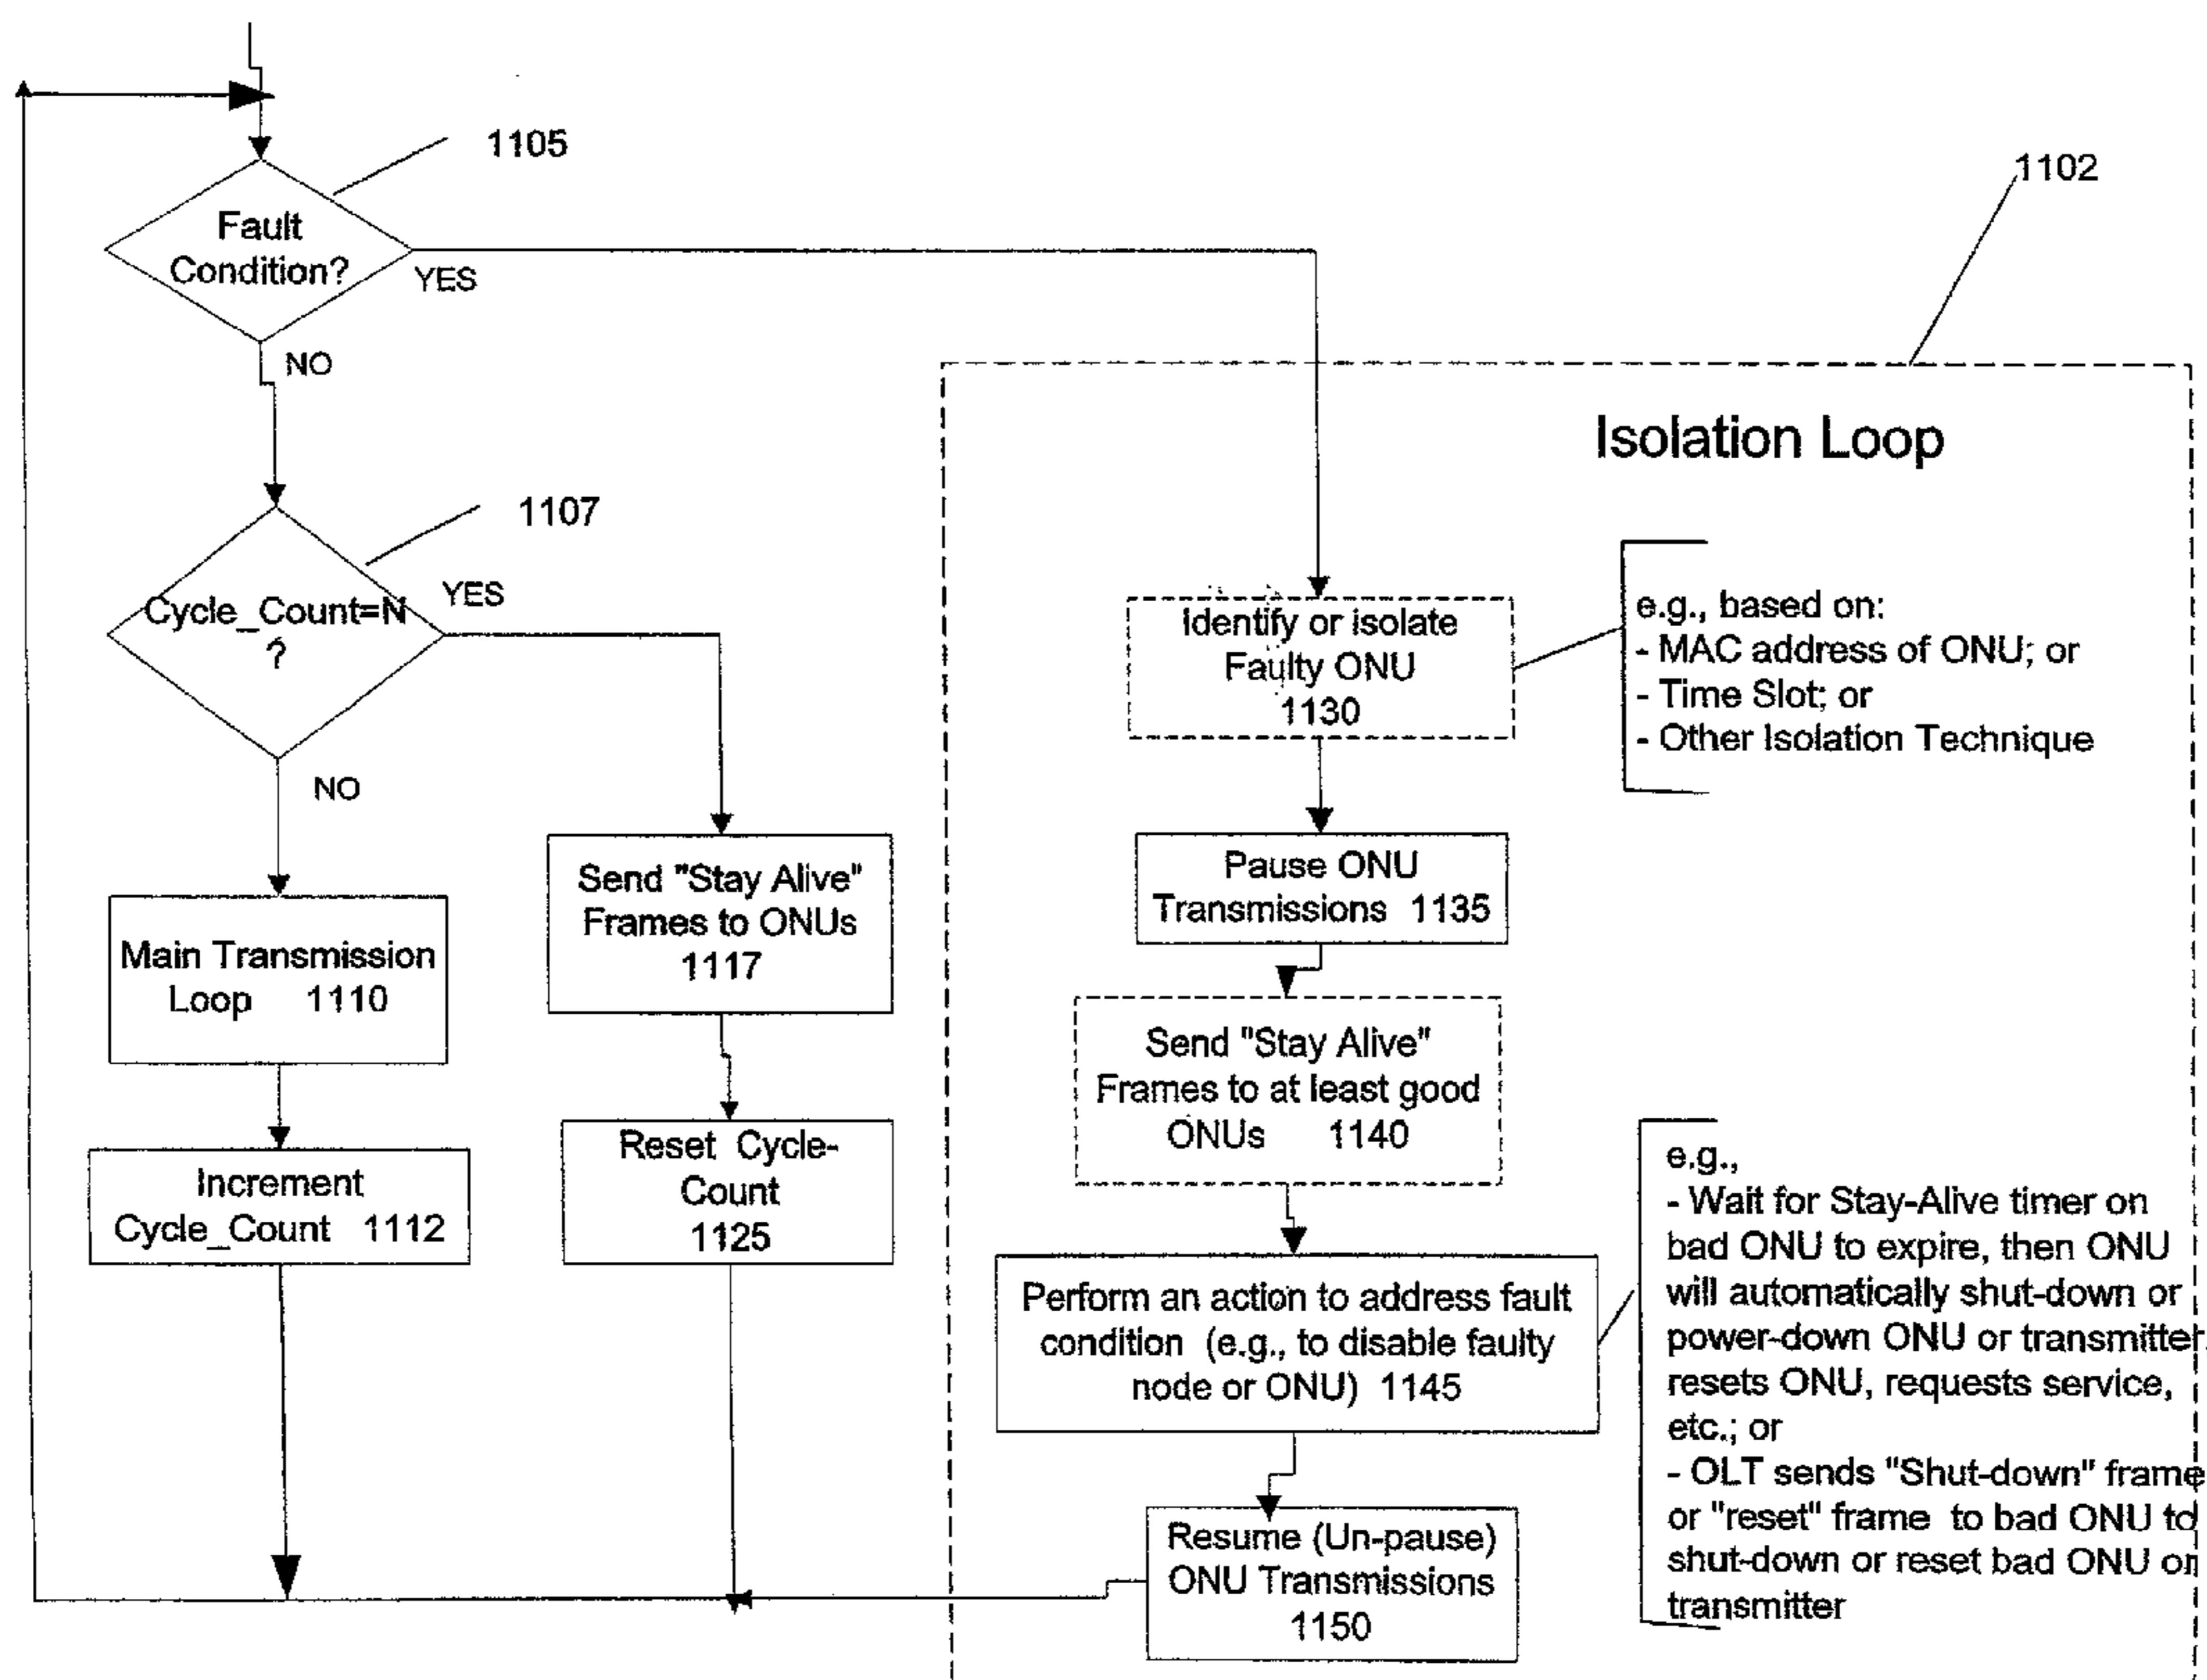 1105
Fault
Condition?
YES
NO
1102
Isolation Loop
1107
Cycle_Count=N
?
YES
NO
Main Transmission
Loop 1110
Increment
Cycle_Count 1112
Send "Stay Alive"
Frames to ONUs
1117
Reset Cycle-
Count
1125
Identify or isolate
Faulty ONU
1130
e.g., based on:
- MAC address of ONU; or
- Time Slot; or
- Other Isolation Technique
Pause ONU
Transmissions 1135
Send "Stay Alive"
Frames to at least good
ONUs 1140
Perform an action to address fault
condition (e.g., to disable faulty
node or ONU) 1145
e.g.,
- Wait for Stay-Alive timer on
bad ONU to expire, then ONU
will automatically shut-down or
power-down ONU or transmitter,
resets ONU, requests service,
etc.; or
- OLT sends "Shut-down" frame
or "reset" frame to bad ONU to
shut-down or reset bad ONU or
transmitter
Resume (Un-pause)
ONU Transmissions
1150